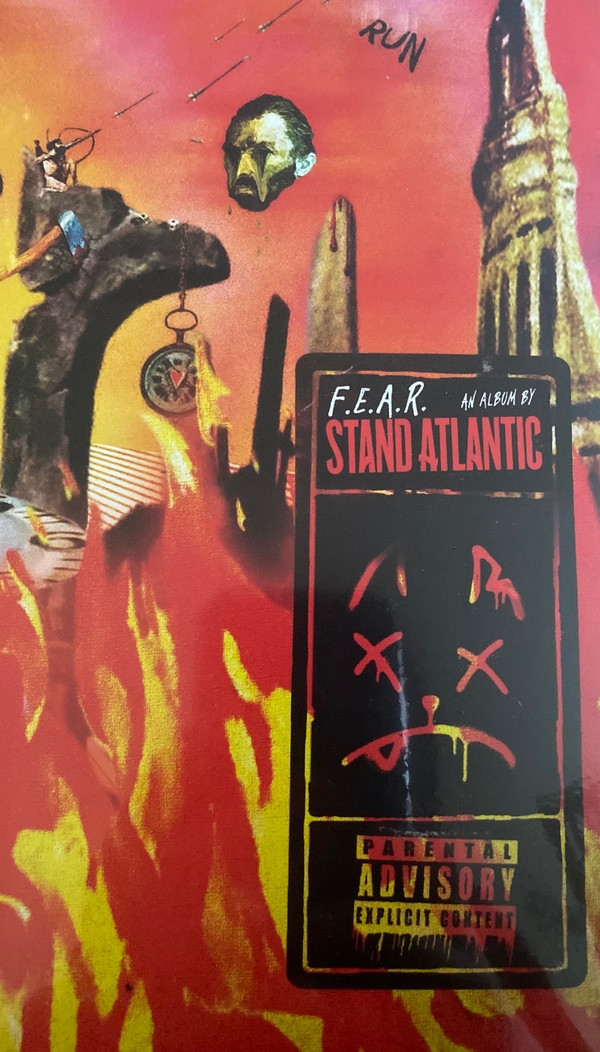 RUN
F.E.A.R. AN ALBUM BY
STAND ATLANTIC
PARENTAL
ADVISORY
EXPLICIT CONTENT